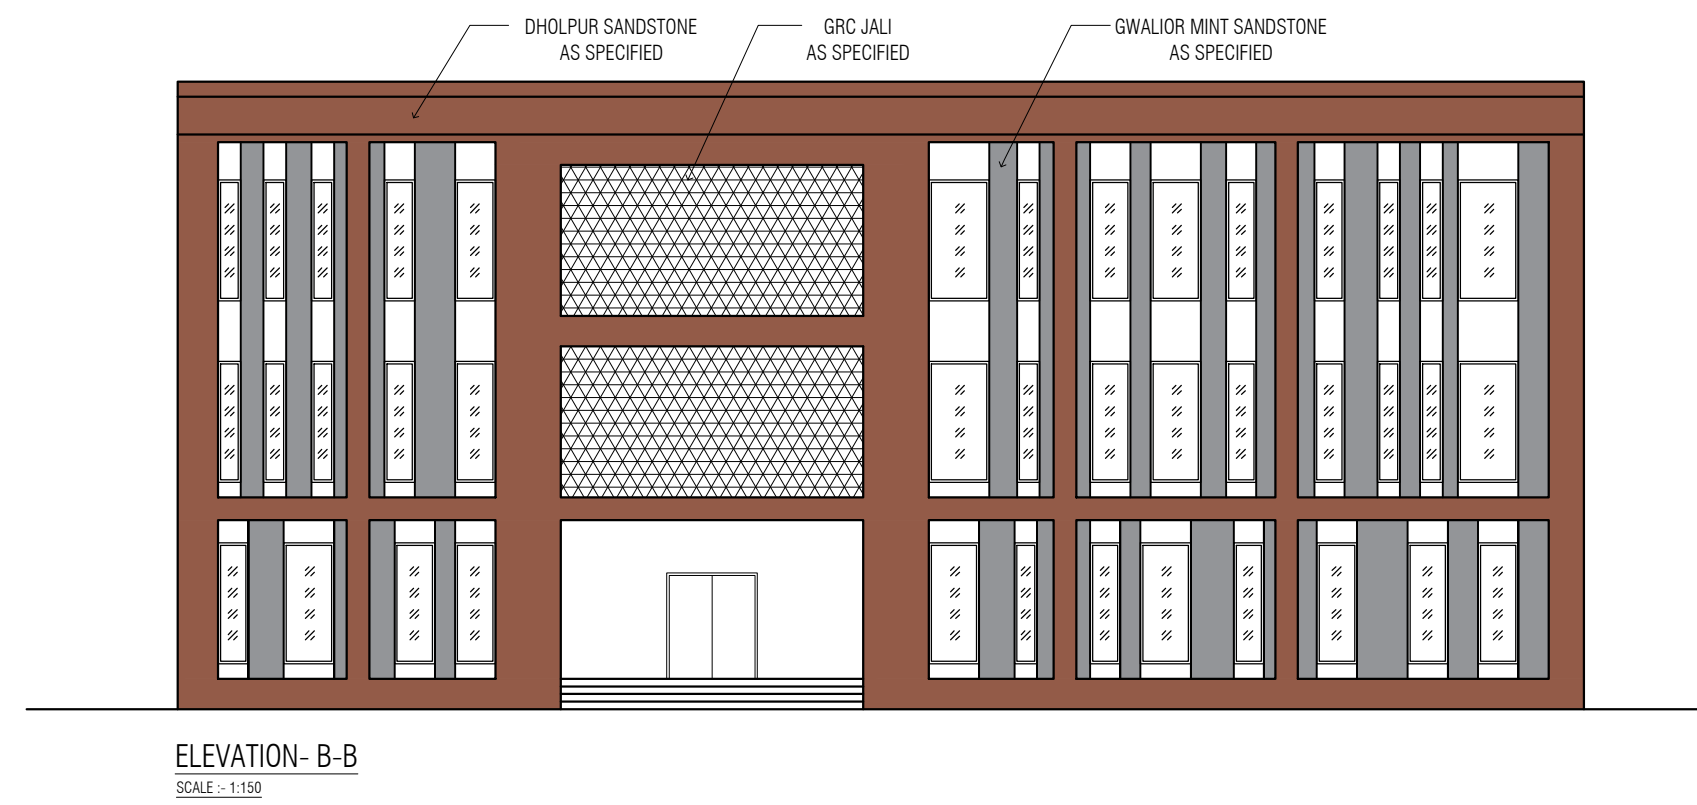 DHOLPUR SANDSTONE
AS SPECIFIED
GRC JALI
AS SPECIFIED
GWALIOR MINT SANDSTONE
AS SPECIFIED
ELEVATION- B-B
SCALE :- 1:150